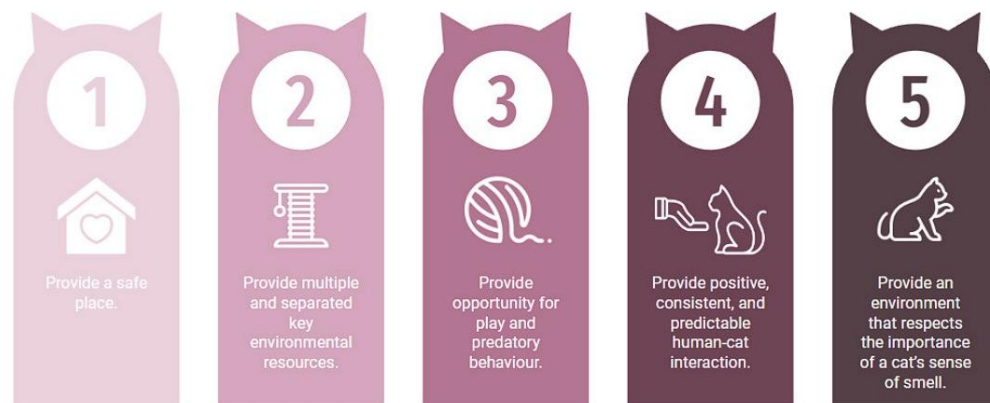 1
Provide a safe
place.
2
Provide multiple
and separated
key
environmental
resources.
3
Provide
opportunity for
play and
predatory
behaviour.
4
Provide positive,
consistent, and
predictable
human-cat
interaction.
5
Provide an
environment
that respects
the importance
of a cat's sense
of smell.